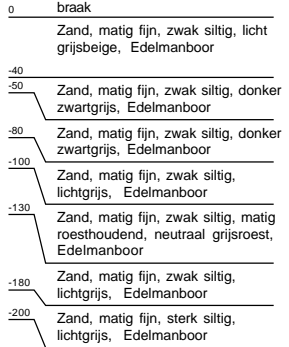 0 braak
Zand, matig fijn, zwak siltig, licht
grijsbeige, Edelmanboor
-40
-50 Zand, matig fijn, zwak siltig, donker
zwartgrijs, Edelmanboor
-80 Zand, matig fijn, zwak siltig, donker
zwartgrijs, Edelmanboor
-100 Zand, matig fijn, zwak siltig,
lichtgrijs, Edelmanboor
-130 Zand, matig fijn, zwak siltig, matig
roesthoudend, neutraal grijsroest,
Edelmanboor
-180 Zand, matig fijn, zwak siltig,
lichtgrijs, Edelmanboor
-200 Zand, matig fijn, sterk siltig,
lichtgrijs, Edelmanboor